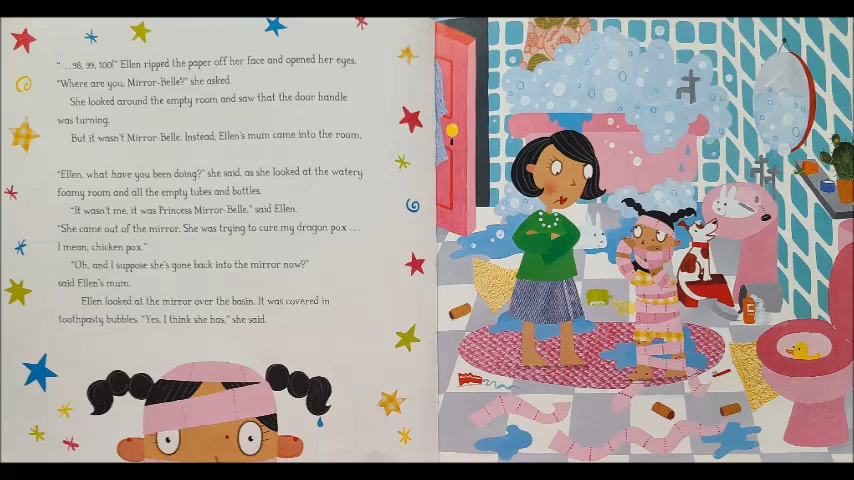 “. . .98, 99, 100!” Ellen ripped the paper off her face and opened her eyes.
“Where are you, Mirror-Belle?” she asked.
She looked around the empty room and saw that the door handle
was turning.
But it wasn’t Mirror-Belle. Instead, Ellen’s mum came into the room.
“Ellen, what have you been doing?” she said, as she looked at the watery
foamy room and all the empty tubes and bottles.
“It wasn’t me, it was Princess Mirror-Belle,” said Ellen.
“She came out of the mirror. She was trying to cure my dragon pox . . .
I mean, chicken pox.”
“Oh, and I suppose she’s gone back into the mirror now?”
said Ellen’s mum.
Ellen looked at the mirror over the basin. It was covered in
toothpasty bubbles. “Yes, I think she has,” she said.